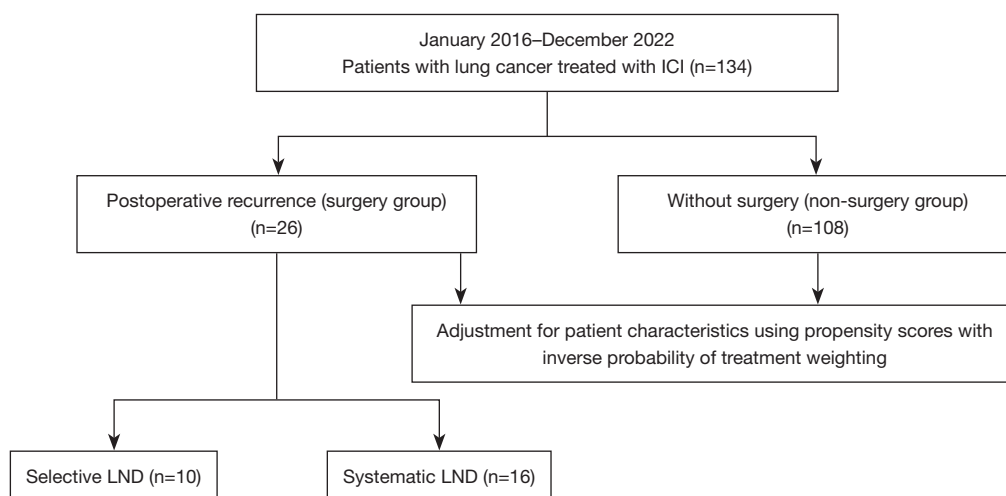 January 2016–December 2022
Patients with lung cancer treated with ICI (n=134)
Postoperative recurrence (surgery group)
(n=26)
Without surgery (non-surgery group)
(n=108)
Adjustment for patient characteristics using propensity scores with
inverse probability of treatment weighting
Selective LND (n=10)
Systematic LND (n=16)